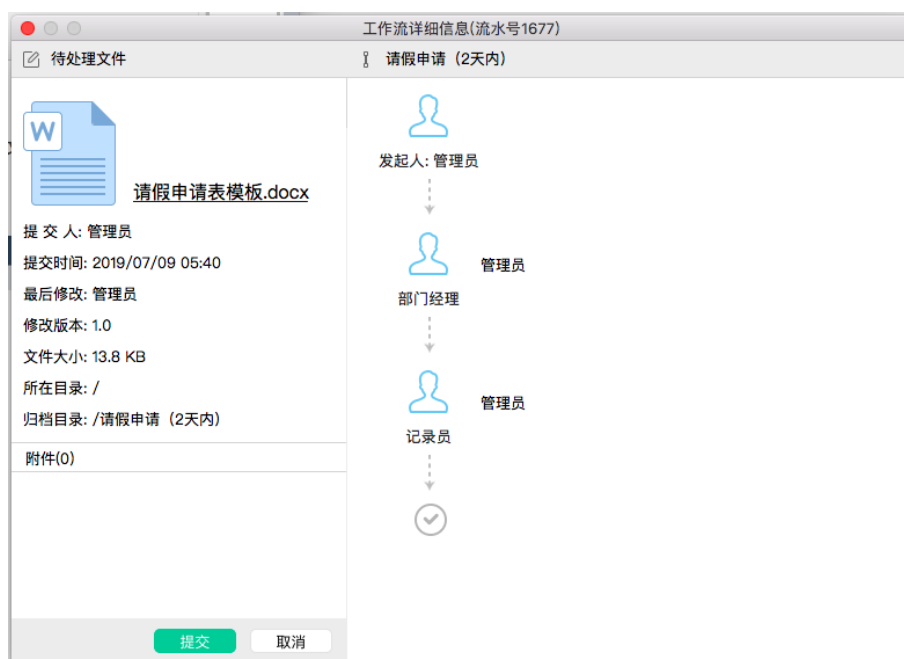 工作流详细信息(流水号1677)
待处理文件
请假申请（2天内）
W
请假申请表模板.docx
提 交 人: 管理员
提交时间: 2019/07/09 05:40
最后修改: 管理员
修改版本: 1.0
文件大小: 13.8 KB
所在目录: /
归档目录: /请假申请（2天内）
附件(0)
提交
取消
发起人: 管理员
管理员
部门经理
管理员
记录员